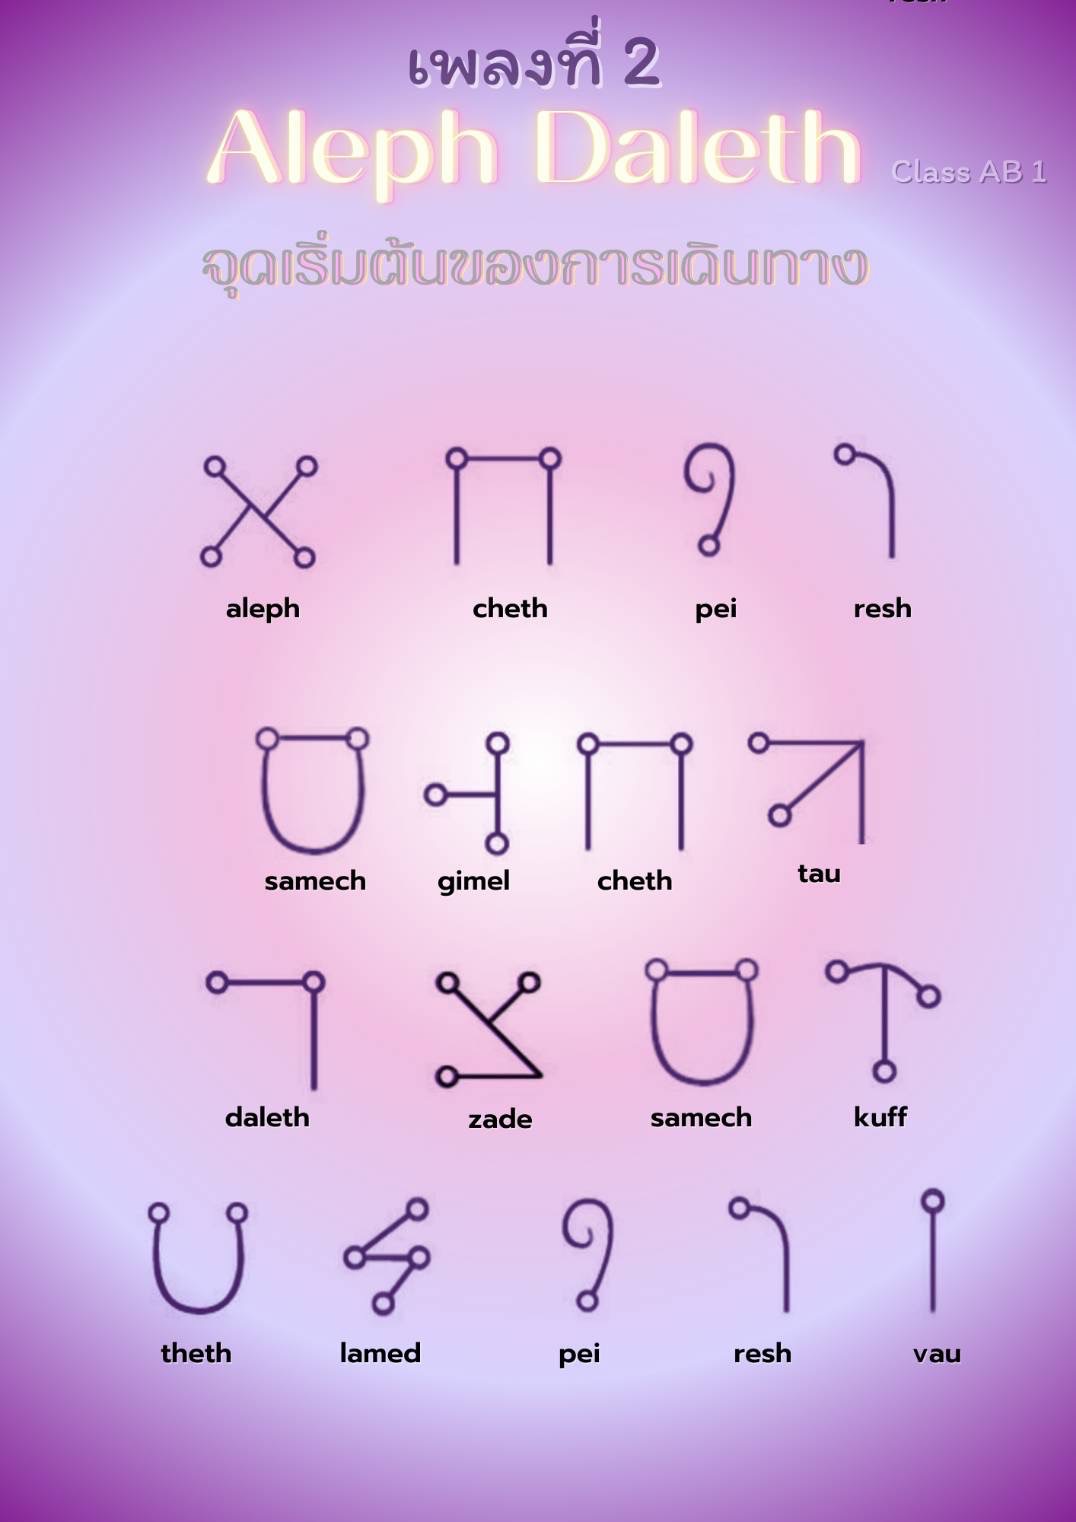 เพลงที่ 2
Aleph Daleth
Class AB 1
จุดเริ่มต้นของการเดินทาง
aleph cheth pei resh
samech gimel cheth tau
daleth zade samech kuff
theth lamed pei resh vau